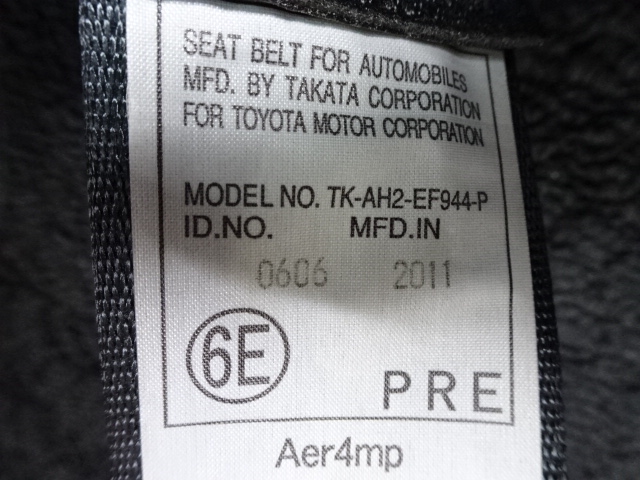 SEAT BELT FOR AUTOMOBILES
MFD. BY TAKATA CORPORATION
FOR TOYOTA MOTOR CORPORATION
MODEL NO. TK-AH2-EF944-P
ID.NO. MFD.IN
0606 2011
6E
PRE
Aer4mp